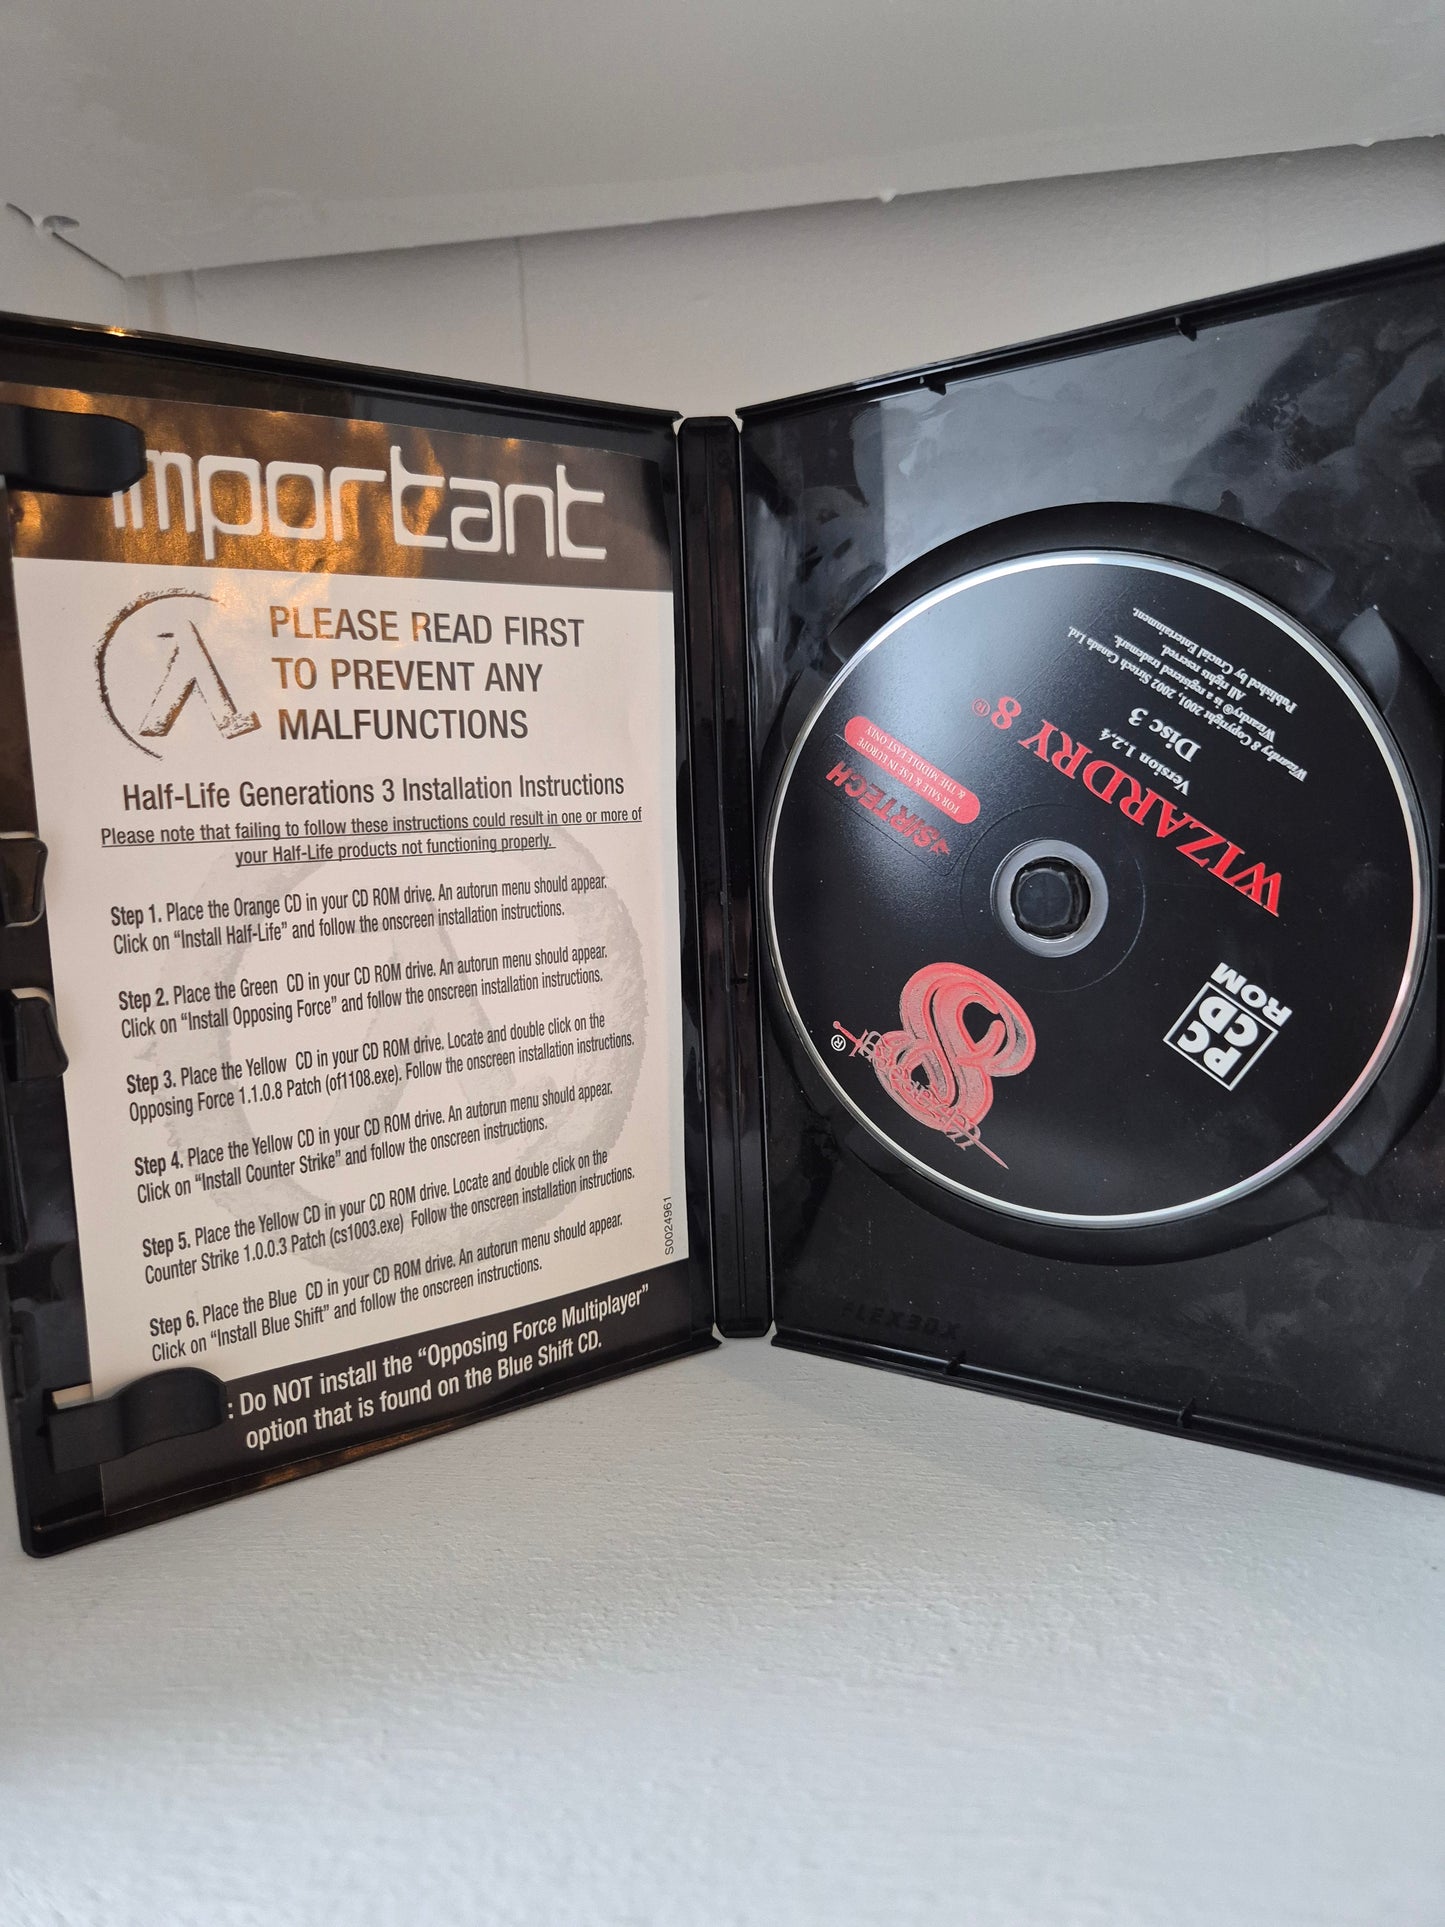 important
PLEASE READ FIRST
TO PREVENT ANY
MALFUNCTIONS
Half-Life Generations 3 Installation Instructions
Please note that failing to follow these instructions could result in one or more of
your Half-Life products not functioning properly.
Step 1. Place the Orange CD in your CD ROM drive. An autorun menu should appear.
Click on “Install Half-Life” and follow the onscreen installation instructions.
Step 2. Place the Green CD in your CD ROM drive. An autorun menu should appear.
Click on “Install Opposing Force” and follow the onscreen installation instructions.
Step 3. Place the Yellow CD in your CD ROM drive. Locate and double click on the
Opposing Force 1.1.0.8 Patch (of1108.exe). Follow the onscreen installation instructions.
Step 4. Place the Yellow CD in your CD ROM drive. An autorun menu should appear.
Click on “Install Counter Strike” and follow the onscreen instructions.
Step 5. Place the Yellow CD in your CD ROM drive. Locate and double click on the
Counter Strike 1.0.0.3 Patch (cs1003.exe) Follow the onscreen installation instructions.
Step 6. Place the Blue CD in your CD ROM drive. An autorun menu should appear.
Click on “Install Blue Shift” and follow the onscreen instructions.
S0024961
: Do NOT install the “Opposing Force Multiplayer”
option that is found on the Blue Shift CD.
PC
CD
ROM
WIZARDRY 8®
Version 1.2.4
Disc 3
Wizardry 8 Copyright 2001, 2002 Sirtech Canada Ltd.
Wizardry® is a registered trademark.
All rights reserved.
Published by Crucial Entertainment.
SIRTECH
FOR SALE & USE IN EUROPE
& THE MIDDLE EAST ONLY
8
Wizardry
®
FLEXBOX